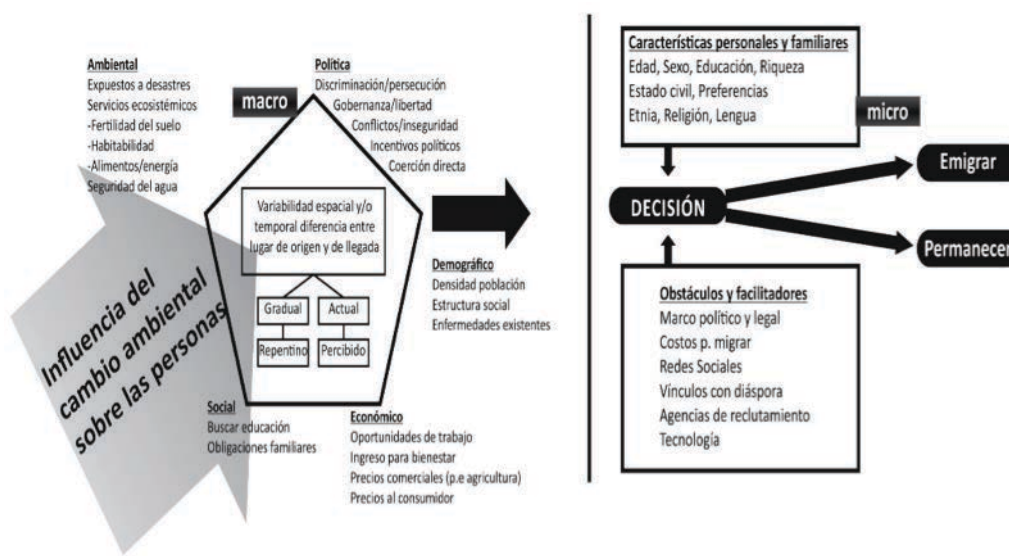 Ambiental
Expuestos a desastres
Servicios ecosistémicos
-Fertilidad del suelo
-Habitabilidad
-Alimentos/energía
Seguridad del agua
macro
Política
Discriminación/persecución
Gobernanza/libertad
Conflictos/inseguridad
Incentivos políticos
Coerción directa
Variabilidad espacial y/o
temporal diferencia entre
lugar de origen y de llegada
Gradual
Actual
Repentino
Percibido
Demográfico
Densidad población
Estructura social
Enfermedades existentes
Influencia del
cambio ambiental
sobre las personas
Social
Buscar educación
Obligaciones familiares
Económico
Oportunidades de trabajo
Ingreso para bienestar
Precios comerciales (p.e agricultura)
Precios al consumidor
Características personales y familiares
Edad, Sexo, Educación, Riqueza
Estado civil, Preferencias
Etnia, Religión, Lengua
micro
DECISIÓN
Emigrar
Permanecer
Obstáculos y facilitadores
Marco político y legal
Costos p. migrar
Redes Sociales
Vínculos con diáspora
Agencias de reclutamiento
Tecnología